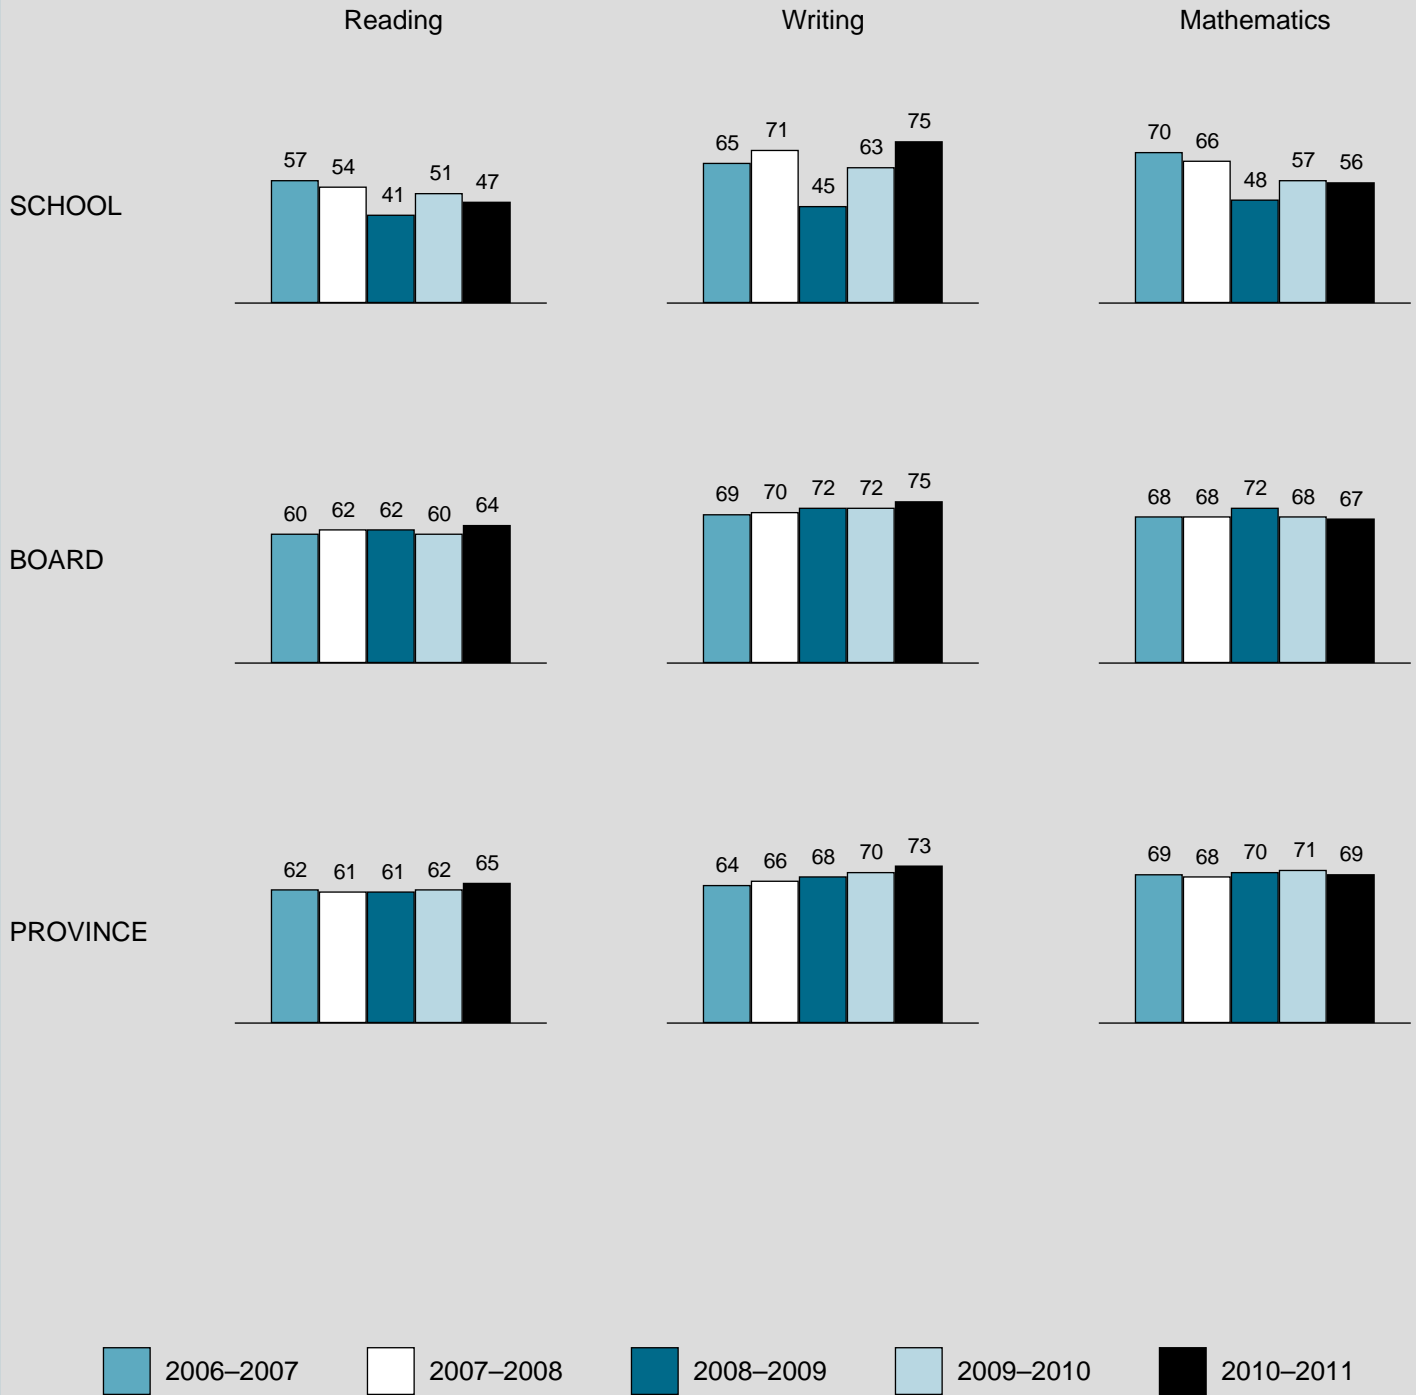 Reading Writing Mathematics
SCHOOL
57 54 41 51 47
65 71 45 63 75
70 66 48 57 56
BOARD
60 62 62 60 64
69 70 72 72 75
68 68 72 68 67
PROVINCE
62 61 61 62 65
64 66 68 70 73
69 68 70 71 69
2006–2007 2007–2008 2008–2009 2009–2010 2010–2011